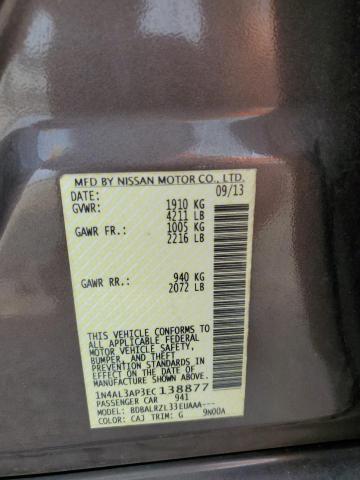 MFD BY NISSAN MOTOR CO., LTD.
DATE: 09/13
GVWR: 1910 KG
4211 LB
GAWR FR.: 1005 KG
2216 LB
GAWR RR.: 940 KG
2072 LB
THIS VEHICLE CONFORMS TO
ALL APPLICABLE FEDERAL
MOTOR VEHICLE SAFETY,
BUMPER, AND THEFT
PREVENTION STANDARDS IN
EFFECT ON THE DATE OF
MANUFACTURE SHOWN ABOVE.
1N4AL3AP3EC138877
PASSENGER CAR 941
MODEL: BDBALRZL33EUAAA---
COLOR: CAJ TRIM: G 9N00A